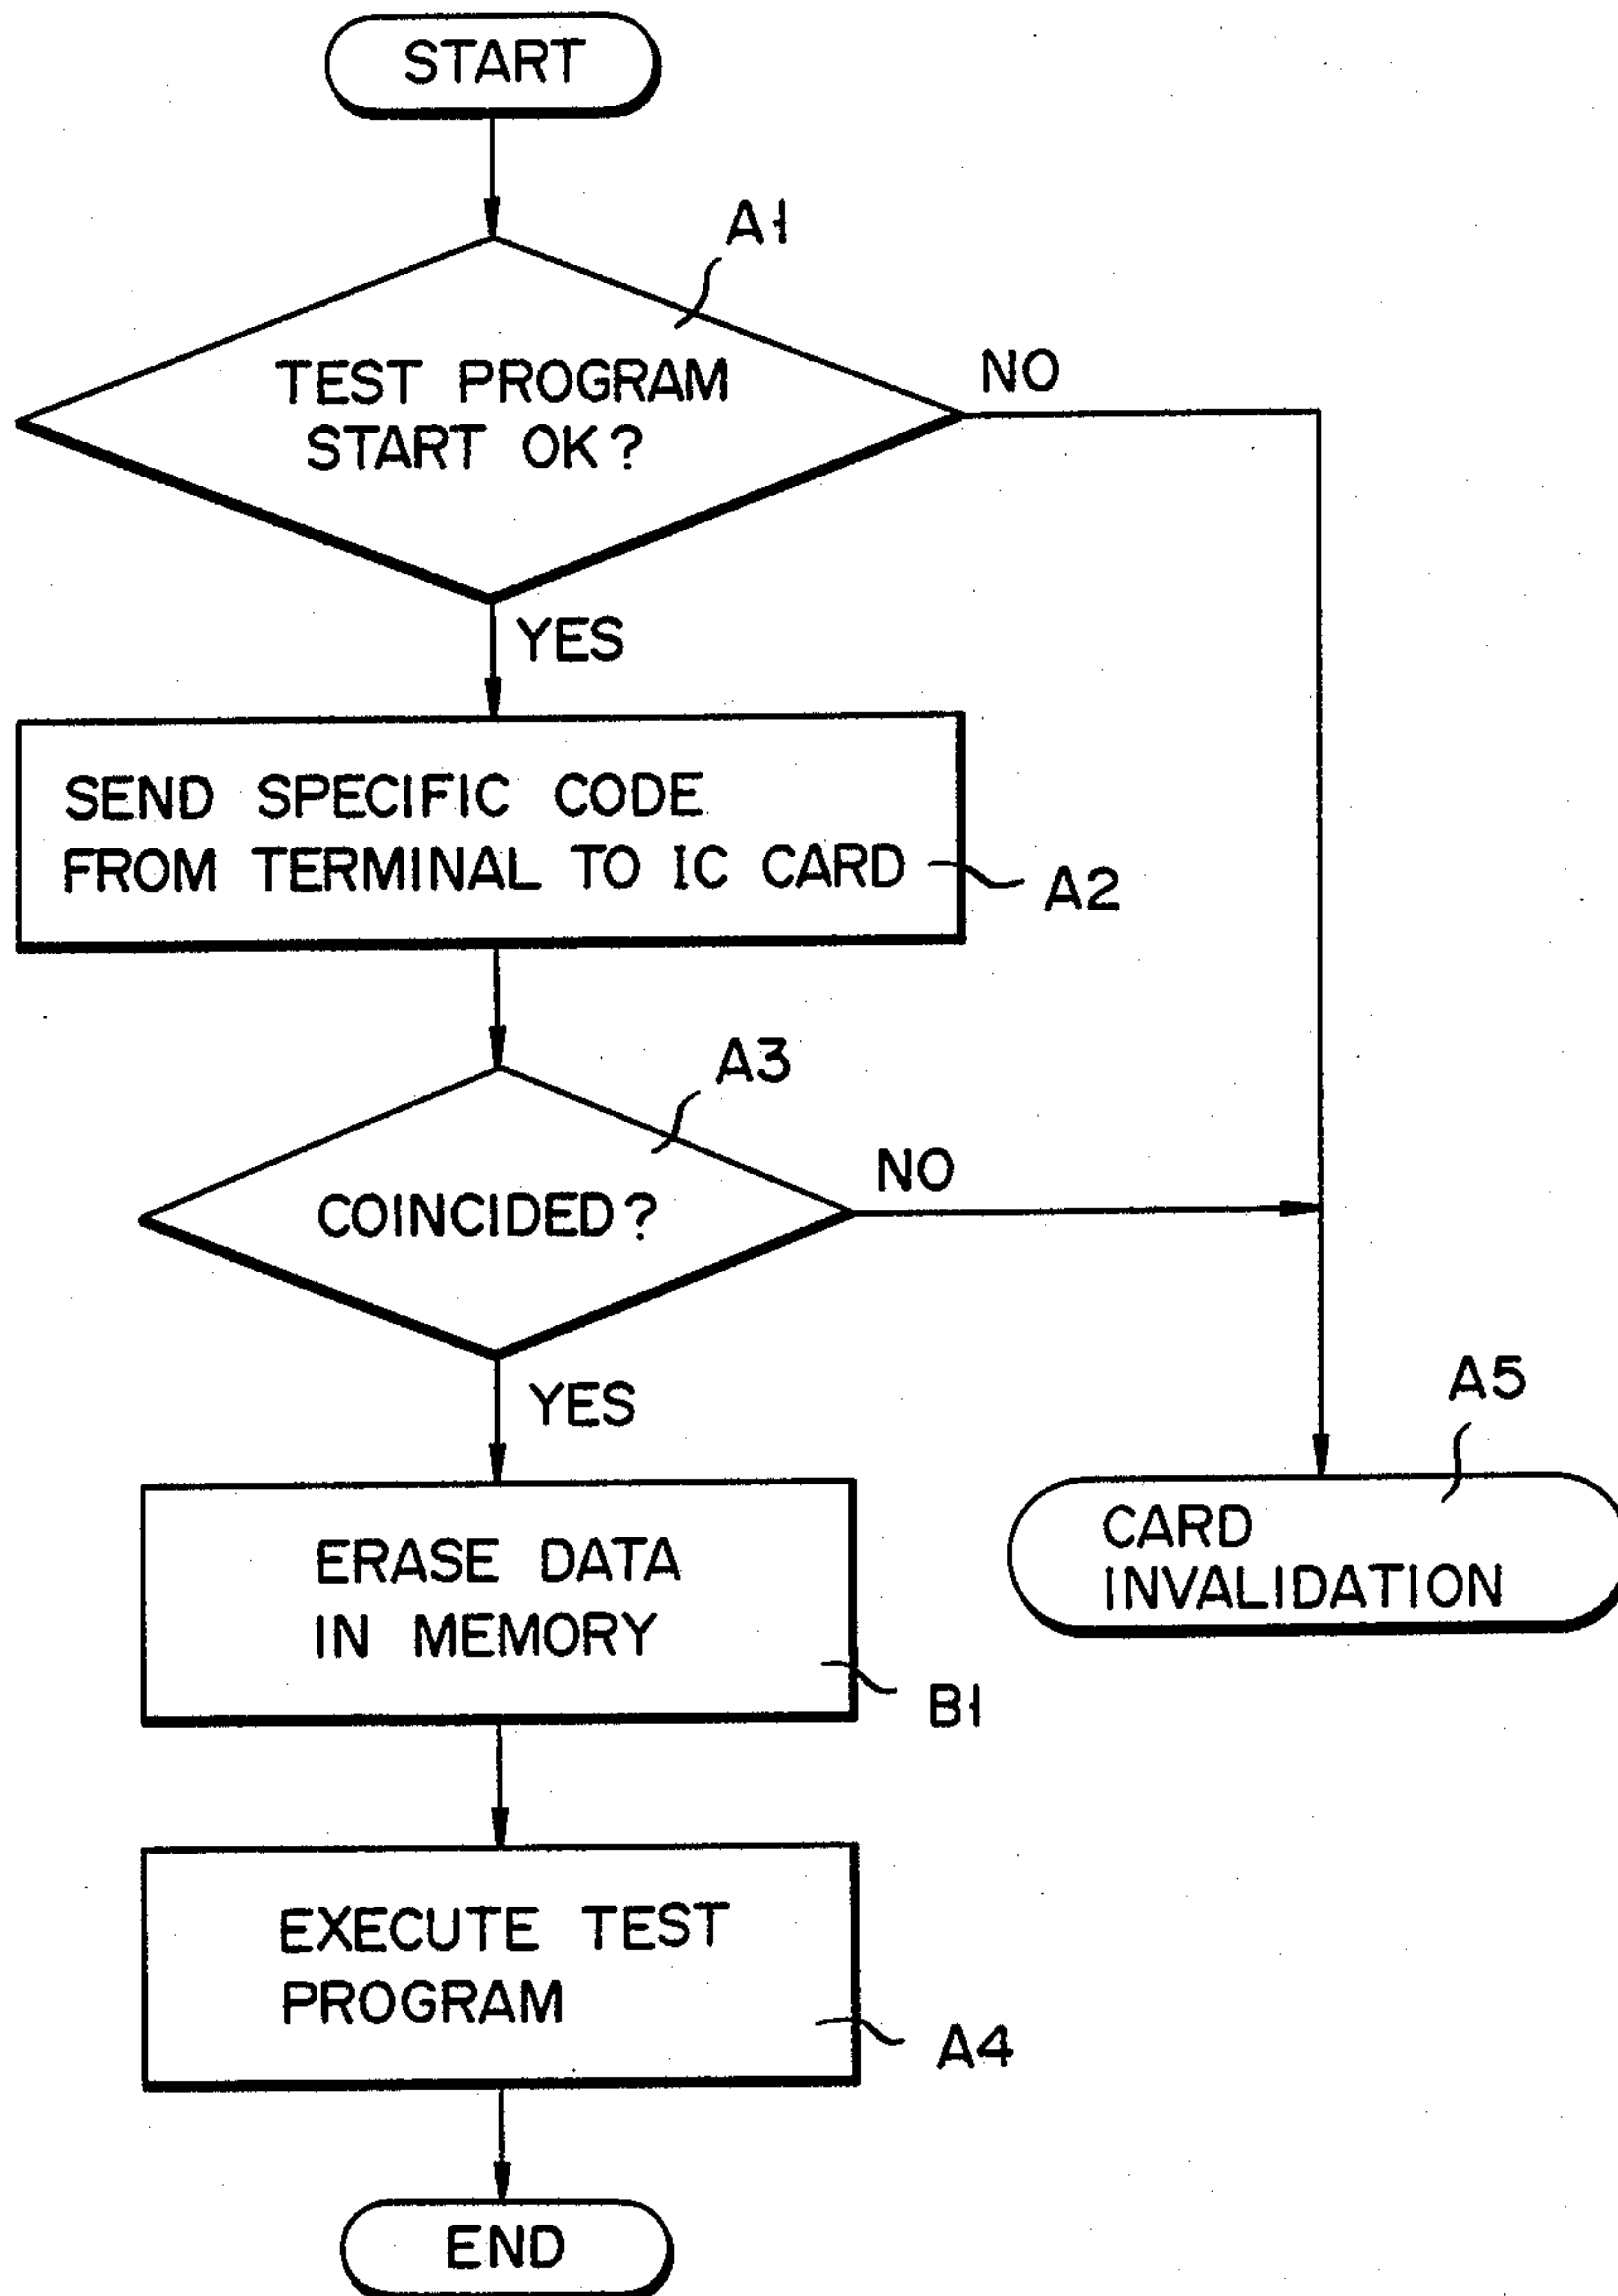 START
A1
TEST PROGRAM
START OK?
NO
YES
SEND SPECIFIC CODE
FROM TERMINAL TO IC CARD
A2
A3
COINCIDED?
NO
YES
A5
CARD
INVALIDATION
ERASE DATA
IN MEMORY
B1
EXECUTE TEST
PROGRAM
A4
END